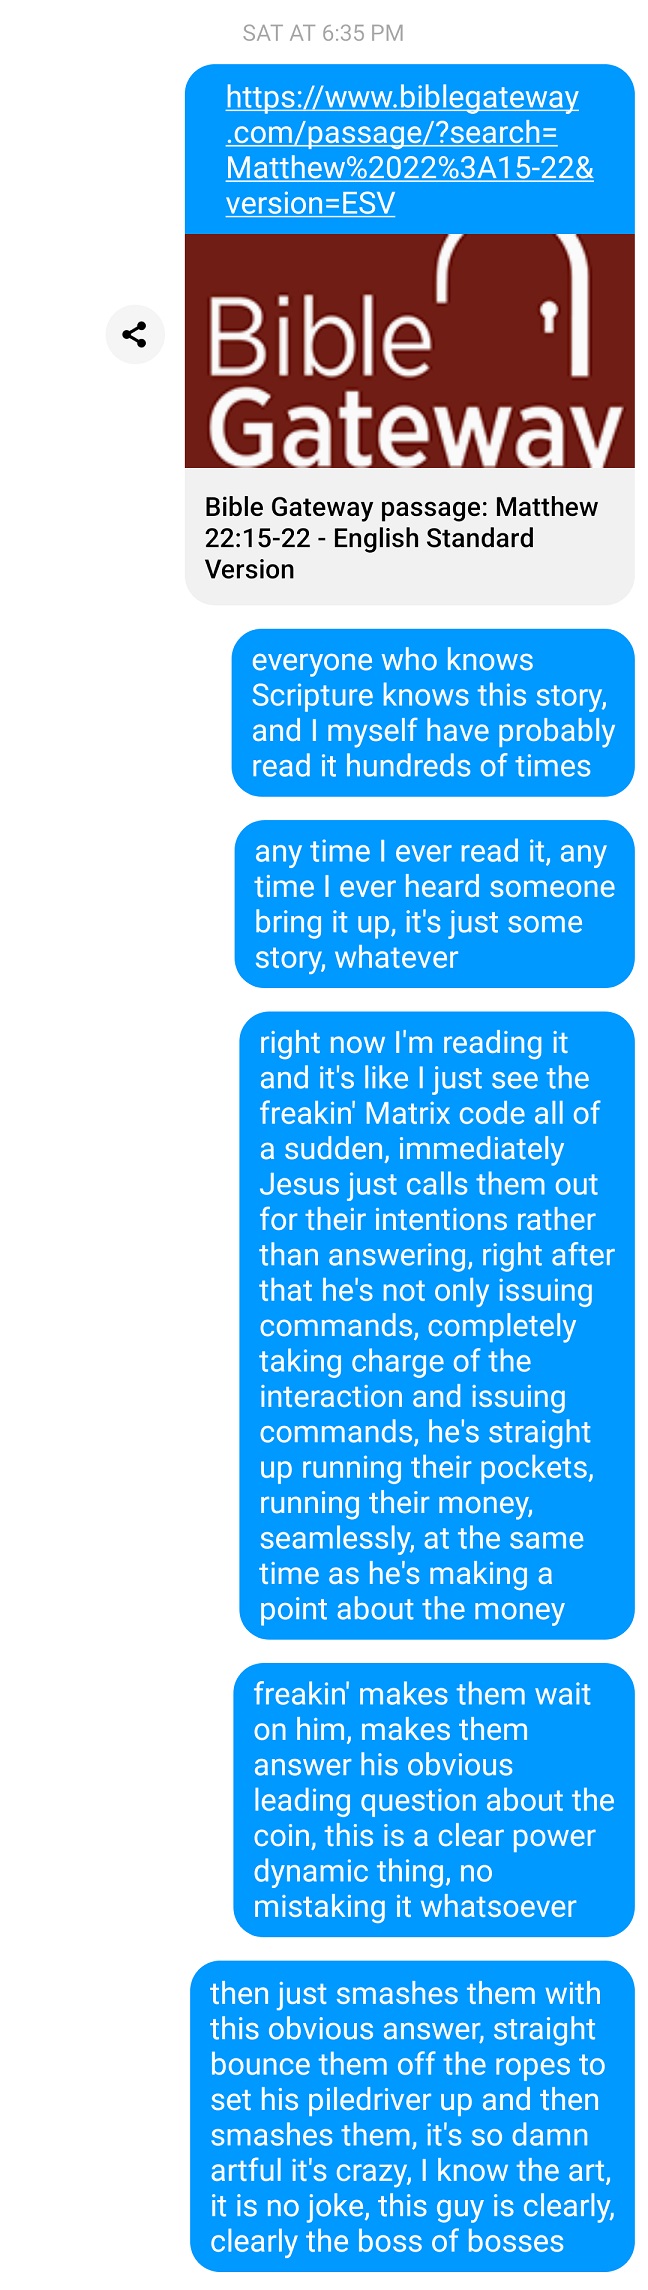 SAT AT 6:35 PM
https://www.biblegateway
.com/passage/?search=
Matthew%2022%3A15-22&
version=ESV
Bible
Gateway
Bible Gateway passage: Matthew
22:15-22 - English Standard
Version
everyone who knows
Scripture knows this story,
and I myself have probably
read it hundreds of times
any time I ever read it, any
time I ever heard someone
bring it up, it's just some
story, whatever
right now I'm reading it
and it's like I just see the
freakin' Matrix code all of
a sudden, immediately
Jesus just calls them out
for their intentions rather
than answering, right after
that he's not only issuing
commands, completely
taking charge of the
interaction and issuing
commands, he's straight
up running their pockets,
running their money,
seamlessly, at the same
time as he's making a
point about the money
freakin' makes them wait
on him, makes them
answer his obvious
leading question about the
coin, this is a clear power
dynamic thing, no
mistaking it whatsoever
then just smashes them with
this obvious answer, straight
bounce them off the ropes to
set his piledriver up and then
smashes them, it's so damn
artful it's crazy, I know the art,
it is no joke, this guy is clearly,
clearly the boss of bosses